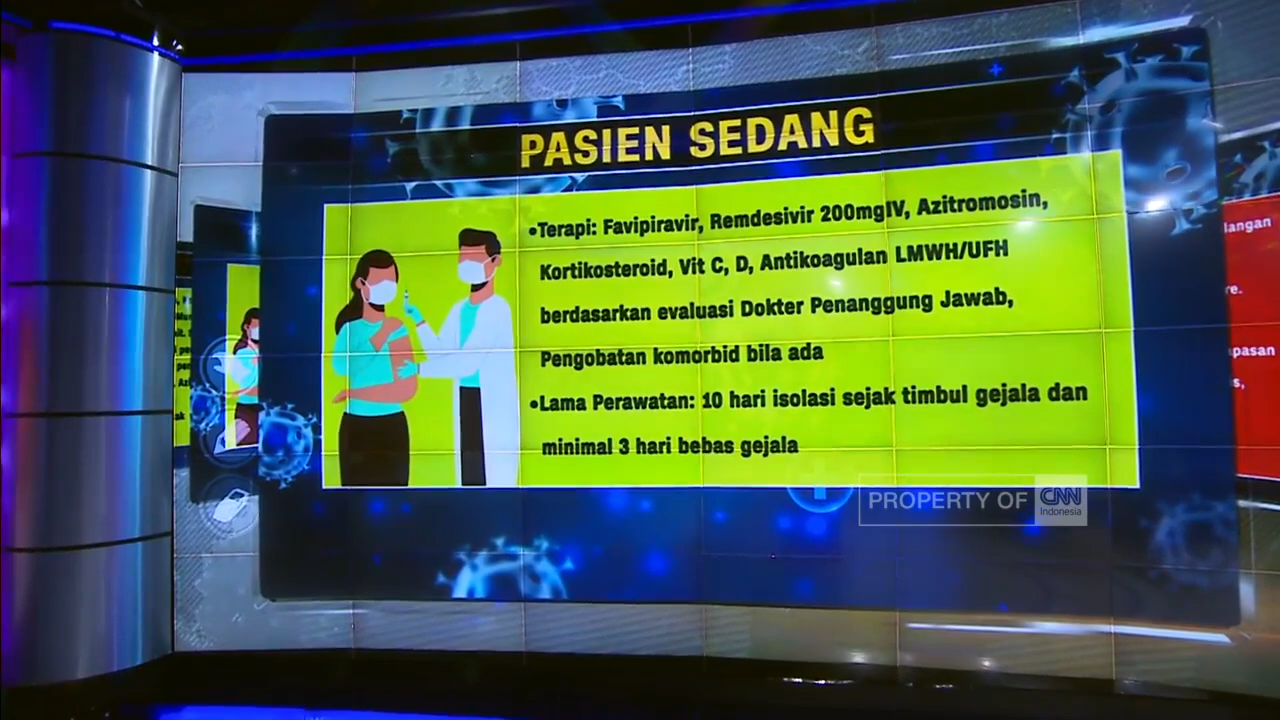 PASIEN SEDANG
•Terapi: Favipiravir, Remdesivir 200mgIV, Azitromosin,
Kortikosteroid, Vit C, D, Antikoagulan LMWH/UFH
berdasarkan evaluasi Dokter Penanggung Jawab,
Pengobatan komorbid bila ada
•Lama Perawatan: 10 hari isolasi sejak timbul gejala dan
minimal 3 hari bebas gejala
PROPERTY OF CNN
Indonesia